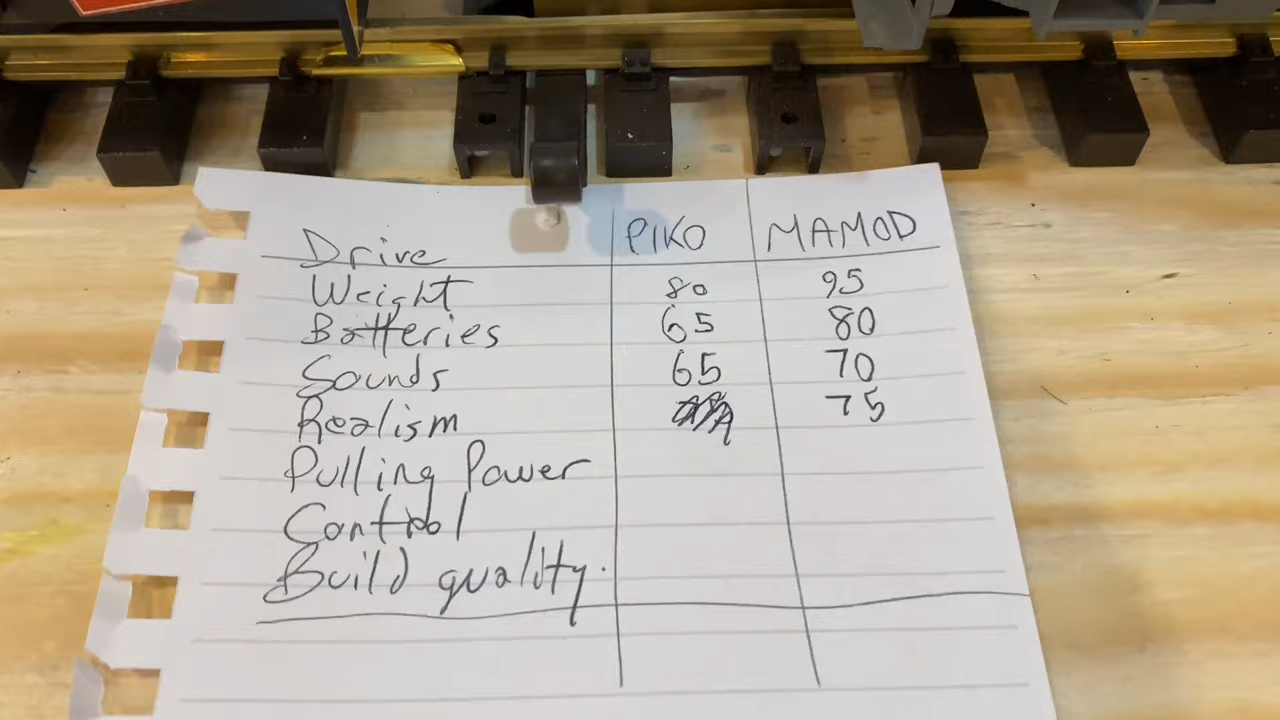 Drive PIKO MAMOD
Weight 80 95
Batteries 65 80
Sounds 65 70
Realism 75
Pulling Power
Control
Build quality.